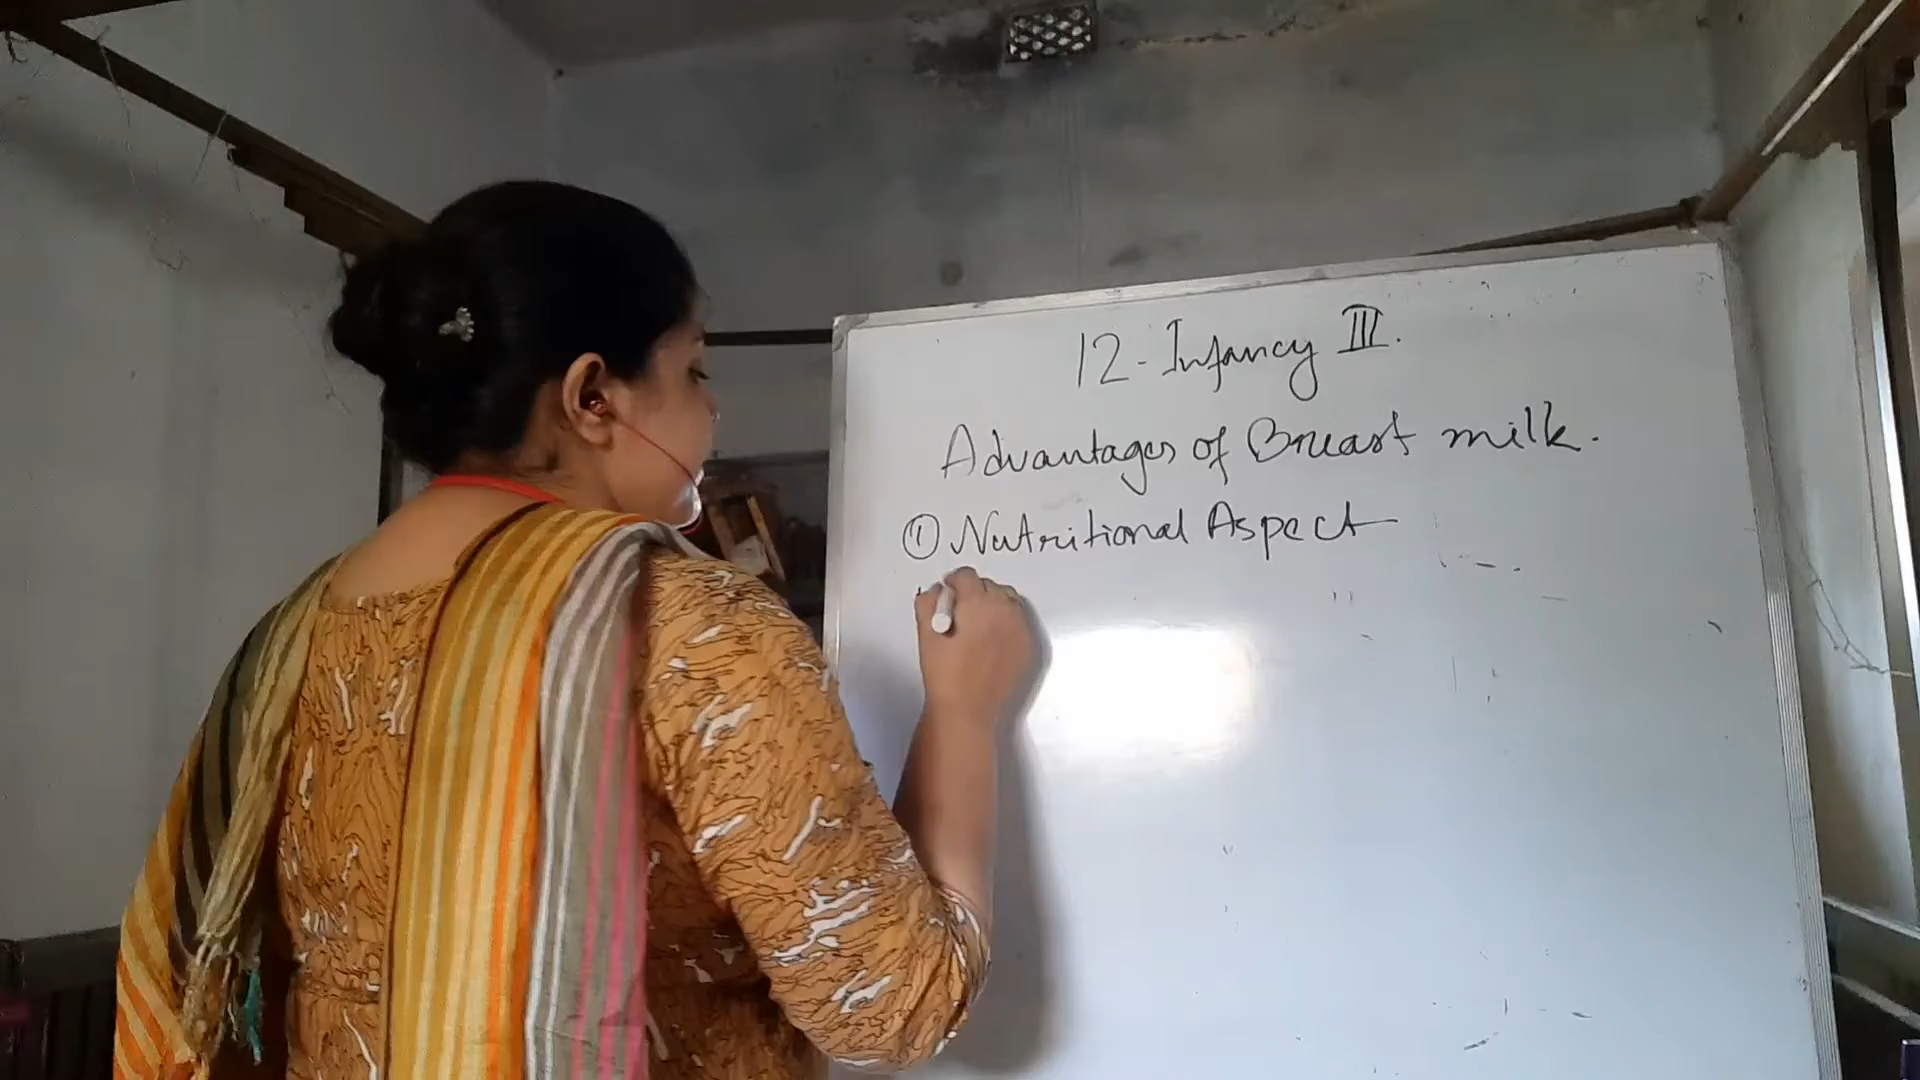 12 - Infancy III.
Advantages of Breast milk.
① Nutritional Aspect